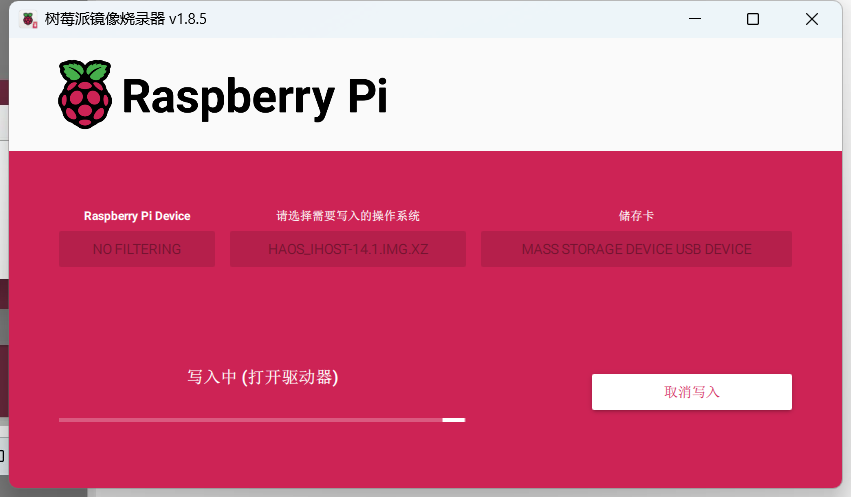 树莓派镜像烧录器 v1.8.5
Raspberry Pi
Raspberry Pi Device
请选择需要写入的操作系统
储存卡
NO FILTERING
HAOS_IHOST-14.1.IMG.XZ
MASS STORAGE DEVICE USB DEVICE
写入中 (打开驱动器)
取消写入